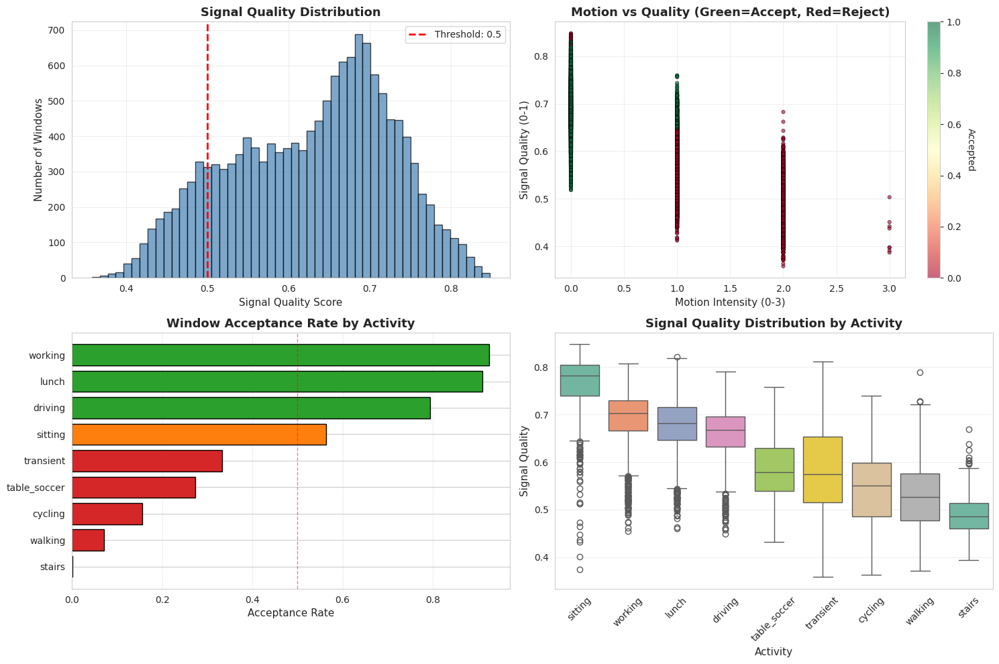 Signal Quality Distribution
700
600
500
400
300
200
100
0
0.4
0.5
0.6
0.7
0.8
Number of Windows
Signal Quality Score
Threshold: 0.5
Motion vs Quality (Green=Accept, Red=Reject)
0.8
0.7
0.6
0.5
0.4
0.0
0.5
1.0
1.5
2.0
2.5
3.0
Signal Quality (0-1)
Motion Intensity (0-3)
1.0
0.8
0.6
0.4
0.2
0.0
Accepted
Window Acceptance Rate by Activity
working
lunch
driving
sitting
transient
table_soccer
cycling
walking
stairs
0.0
0.2
0.4
0.6
0.8
Acceptance Rate
Signal Quality Distribution by Activity
0.8
0.7
0.6
0.5
0.4
Signal Quality
sitting
working
lunch
driving
table_soccer
transient
cycling
walking
stairs
Activity